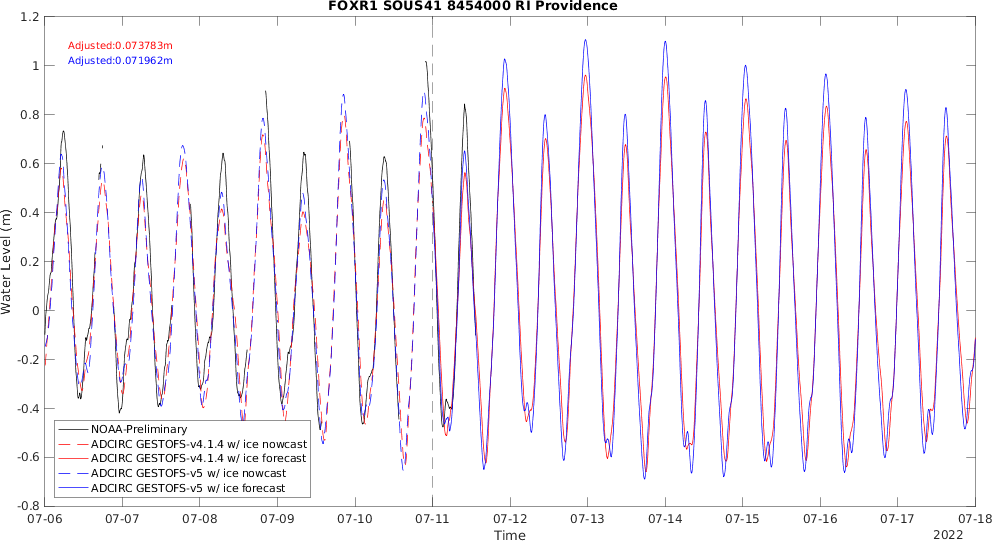 FOXR1 SOUS41 8454000 RI Providence
1.2
1
0.8
0.6
0.4
0.2
0
-0.2
-0.4
-0.6
-0.8
Water Level (m)
Adjusted:0.073783m
Adjusted:0.071962m
NOAA-Preliminary
ADCIRC GESTOFS-v4.1.4 w/ ice nowcast
ADCIRC GESTOFS-v4.1.4 w/ ice forecast
ADCIRC GESTOFS-v5 w/ ice nowcast
ADCIRC GESTOFS-v5 w/ ice forecast
07-06 07-07 07-08 07-09 07-10 07-11 07-12 07-13 07-14 07-15 07-16 07-17 07-18
Time
2022